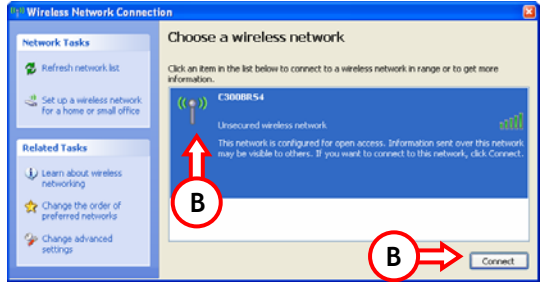 Wireless Network Connection
Network Tasks
Refresh network list
Set up a wireless network
for a home or small office
Related Tasks
Learn about wireless
networking
Change the order of
preferred networks
Change advanced
settings
Choose a wireless network
Click an item in the list below to connect to a wireless network in range or to get more
information.
C300BR54
Unsecured wireless network
This network is configured for open access. Information sent over this network
may be visible to others. If you want to connect to this network, click Connect.
B
B
Connect